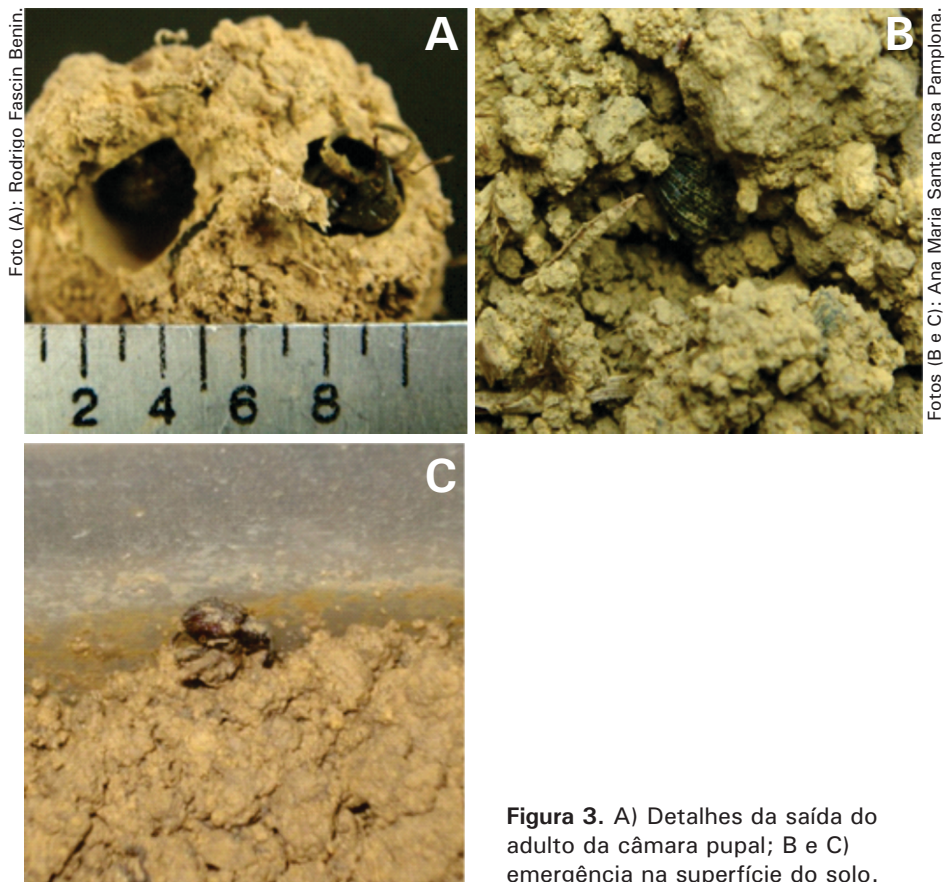 Foto (A): Rodrigo Fascin Benin.
A
2 4 6 8
B
Fotos (B e C): Ana Maria Santa Rosa Pamplona.
C
Figura 3. A) Detalhes da saída do
adulto da câmara pupal; B e C)
emergência na superfície do solo.